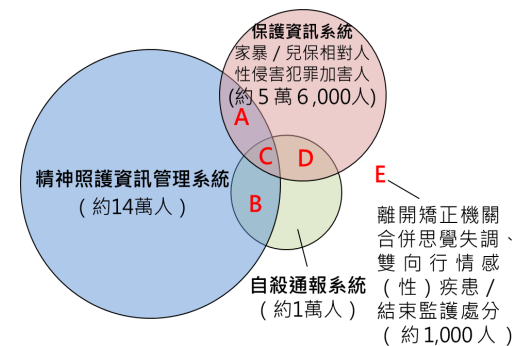 保護資訊系統
家暴/兒保相對人
性侵害犯罪加害人
(約5萬6,000人)
A
C
D
E
精神照護資訊管理系統
(約14萬人)
B
離開矯正機關
合併思覺失調、
雙向行情感
(性)疾患/
結束監護處分
(約1,000人)
自殺通報系統
(約1萬人)